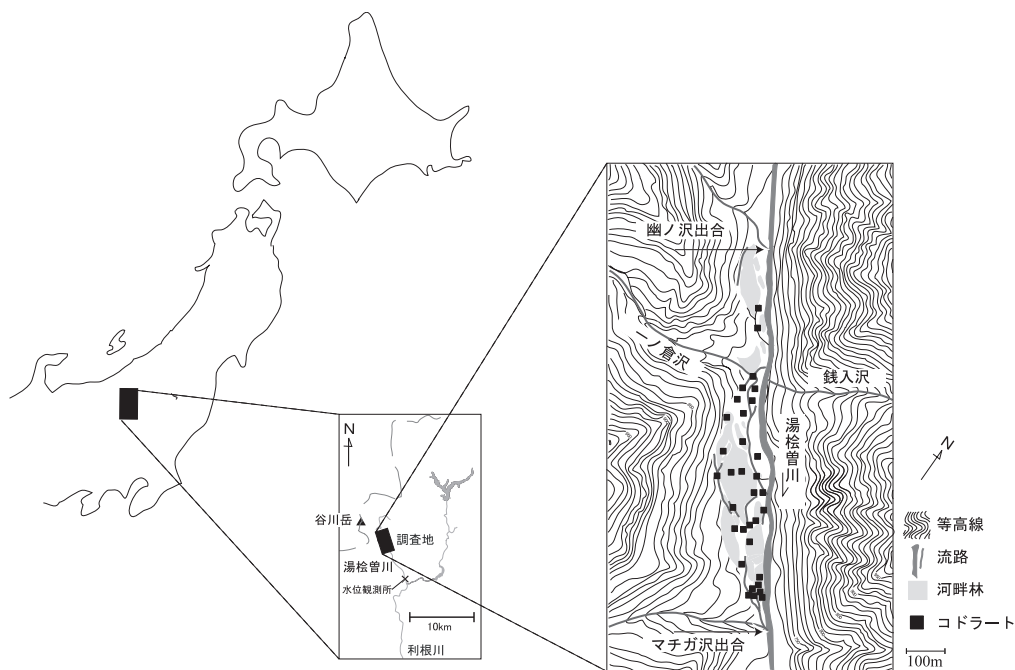 N
谷川岳
調査地
湯桧曽川
水位観測所
10km
利根川
幽ノ沢出合
一ノ倉沢
銭入沢
湯桧曽川
マチガ沢出合
N
等高線
流路
河畔林
コドラート
100m